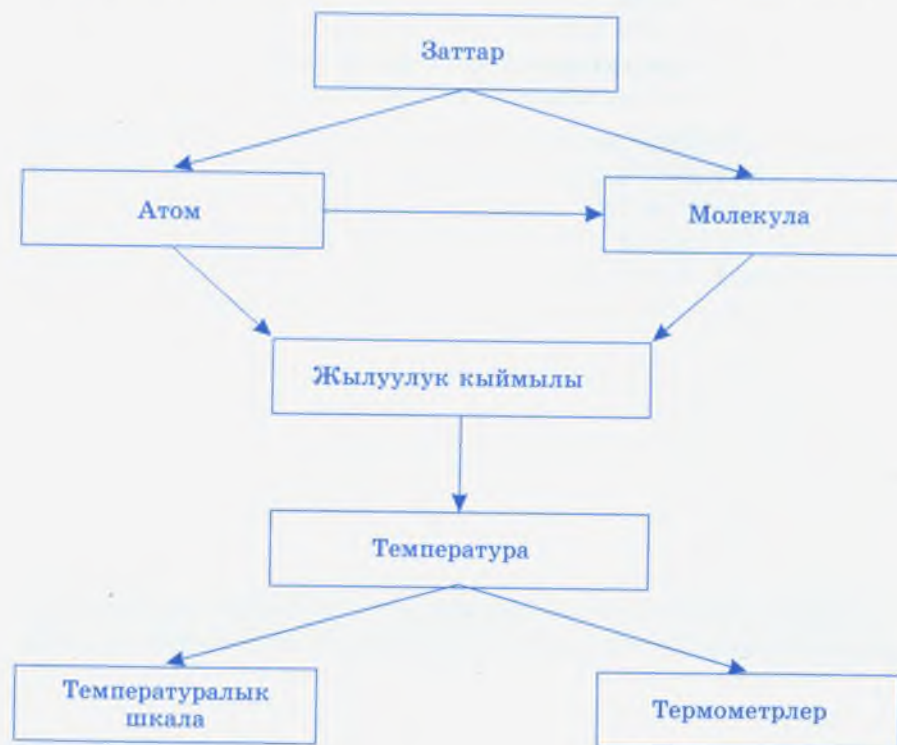 Заттар
Атом
Молекула
Жылуулук кыймылы
Температура
Температуралык
шкала
Термометрлер